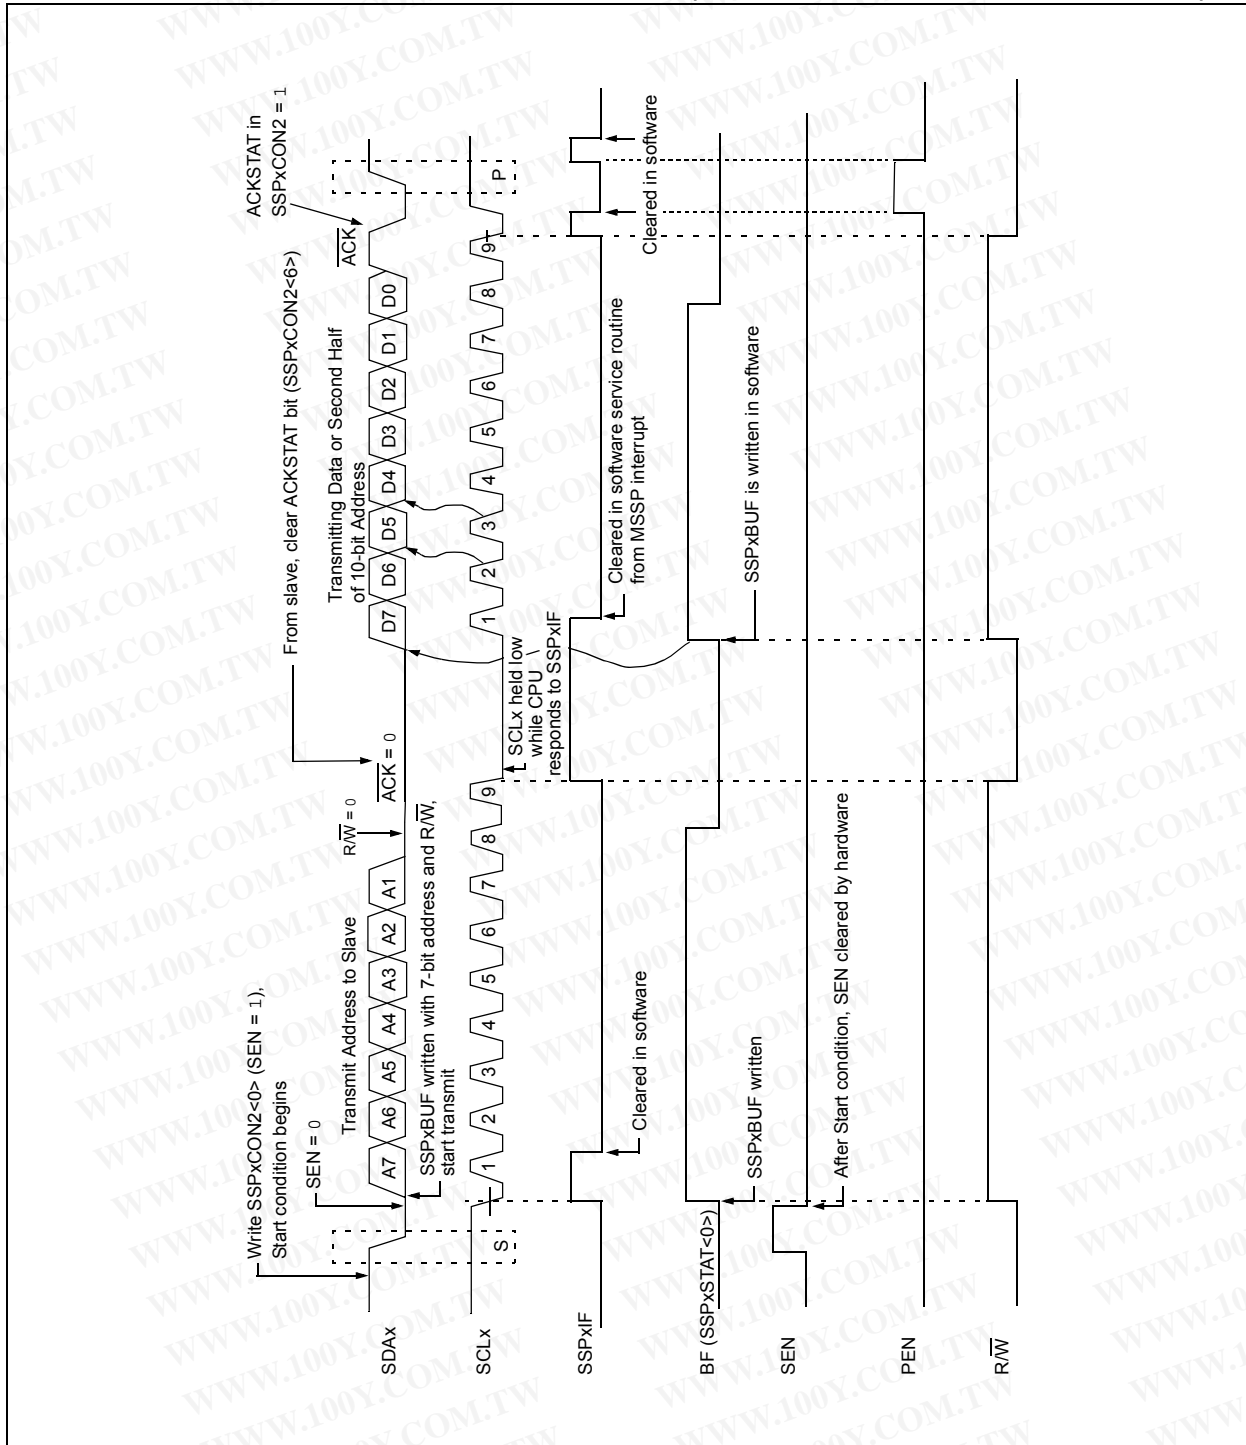 Write SSPxCON2<0> (SEN = 1),
Start condition begins
SEN = 0
Transmit Address to Slave
R/W = 0
From slave, clear ACKSTAT bit (SSPxCON2<6>)
ACK = 0
Transmitting Data or Second Half
of 10-bit Address
ACK
ACKSTAT in
SSPxCON2 = 1
SDAx
A7 A6 A5 A4 A3 A2 A1
D7 D6 D5 D4 D3 D2 D1 D0
SSPxBUF written with 7-bit address and R/W,
start transmit
SCLx
S
1 2 3 4 5 6 7 8 9
1 2 3 4 5 6 7 8 9
P
SCLx held low
while CPU
responds to SSPxIF
SSPxIF
Cleared in software
Cleared in software service routine
from MSSP interrupt
Cleared in software
BF (SSPxSTAT<0>)
SSPxBUF written
SSPxBUF is written in software
SEN
After Start condition, SEN cleared by hardware
PEN
R/W
WWW.100Y.COM.TW